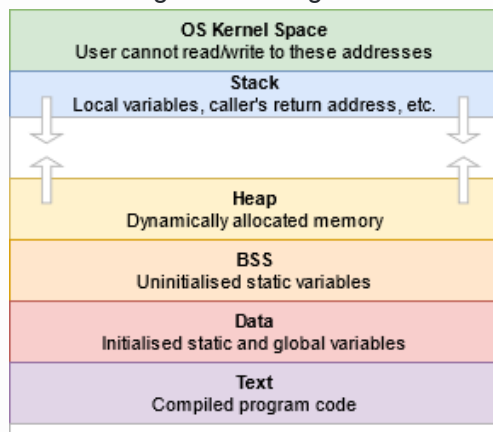 OS Kernel Space
User cannot read/write to these addresses
Stack
Local variables, caller's return address, etc.
Heap
Dynamically allocated memory
BSS
Uninitialised static variables
Data
Initialised static and global variables
Text
Compiled program code